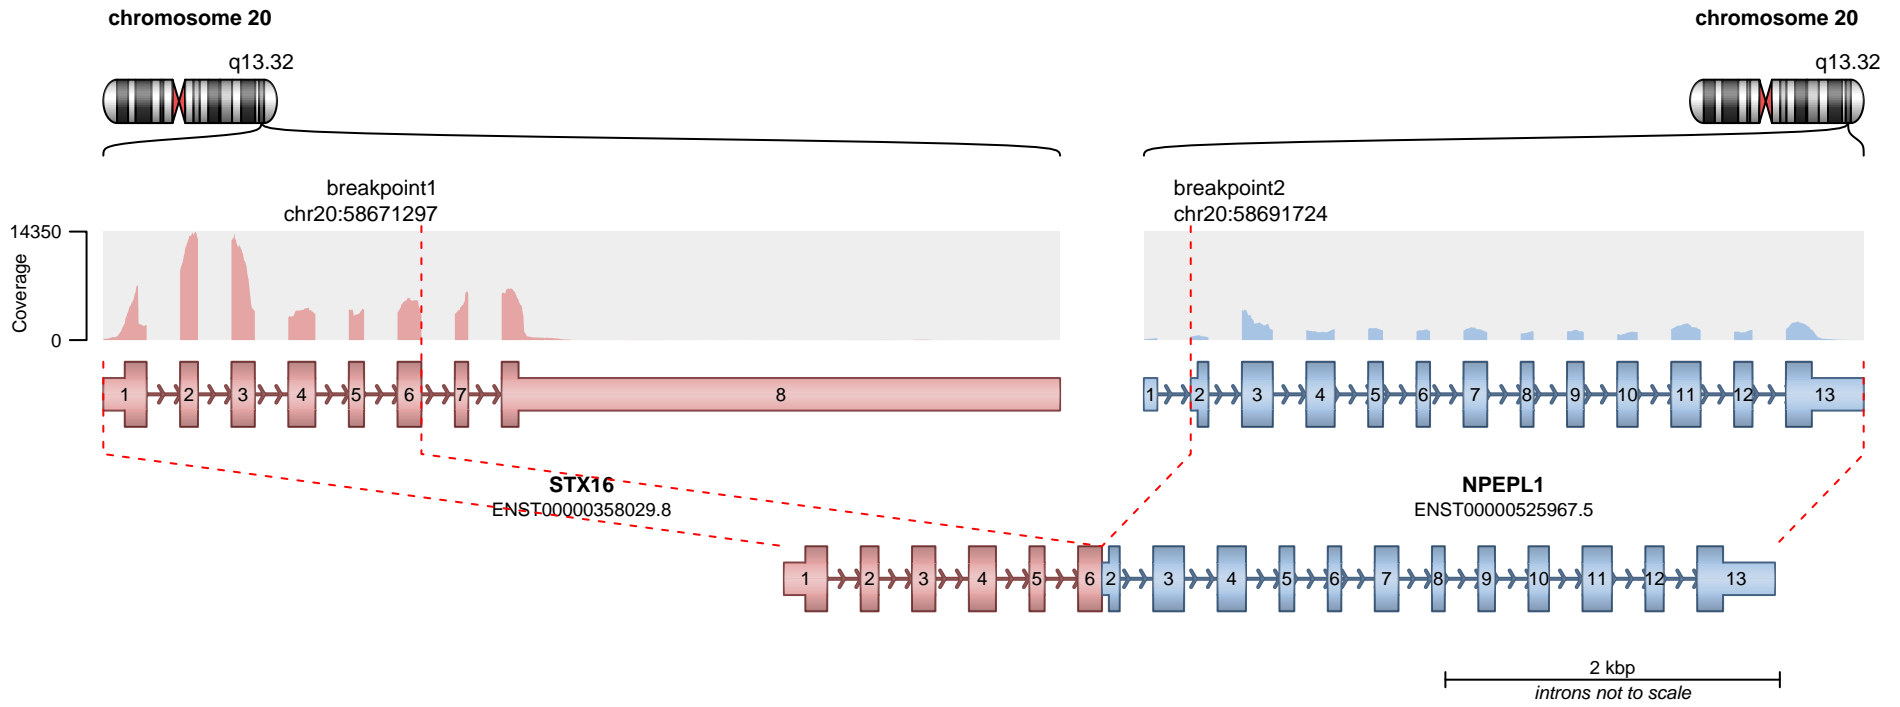 chromosome 20
chromosome 20
q13.32
q13.32
breakpoint1
chr20:58671297
breakpoint2
chr20:58691724
14350
0
Coverage
1 2 3 4 5 6 7 8
1 2 3 4 5 6 7 8 9 10 11 12 13
STX16
ENST00000358029.8
NPEPL1
ENST00000525967.5
1 2 3 4 5 6 2 3 4 5 6 7 8 9 10 11 12 13
2 kbp
introns not to scale